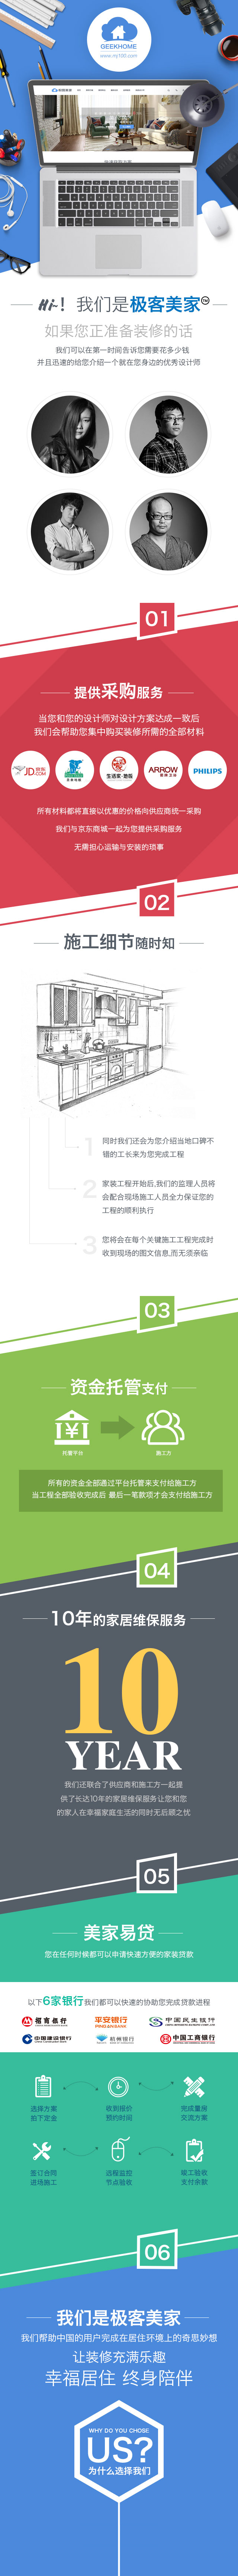 GEEKHOME
Hi-！我们是极客美家
如果您正准备装修的话
我们可以在第一时间告诉您需要花多少钱
并且迅速的给您介绍一个就在您身边的优秀设计师
01
提供采购服务
当您和您的设计师对设计方案达成一致后
我们会帮助您集中购买装修所需的全部材料
JD.COM 京东
生活家·地板
ARROW
PHILIPS
所有材料都将直接以优惠的价格向供应商统一采购
我们与京东商城一起为您提供采购服务
无需担心运输与安装的琐事
02
施工细节随时知
1
同时我们还会为您介绍当地口碑不
错的工长来为您完成工程
2
家装工程开始后,我们的监理人员将
会配合现场施工人员全力保证您的
工程的顺利执行
3
您将会在每个关键施工工程完成时
收到现场的图文信息,而无须亲临
03
资金托管支付
托管平台
施工方
所有的资金全部通过平台托管来支付给施工方
当工程全部验收完成后 最后一笔款项才会支付给施工方
04
10年的家居维保服务
10
YEAR
我们还联合了供应商和施工方一起提
供了长达10年的家居维保服务让您和您
的家人在幸福家庭生活的同时无后顾之忧
05
美家易贷
您在任何时候都可以申请快速方便的家装贷款
以下6家银行我们都可以快速的协助您完成贷款进程
招商银行
平安银行
PING AN BANK
中国民生银行
中国建设银行
杭州银行
中国工商银行
选择方案
拍下定金
收到报价
预约时间
完成量房
交流方案
签订合同
进场施工
远程监控
节点验收
竣工验收
支付余款
06
我们是极客美家
我们帮助中国的用户完成在居住环境上的奇思妙想
让装修充满乐趣
幸福居住 终身陪伴
WHY DO YOU CHOSE
US?
为什么选择我们